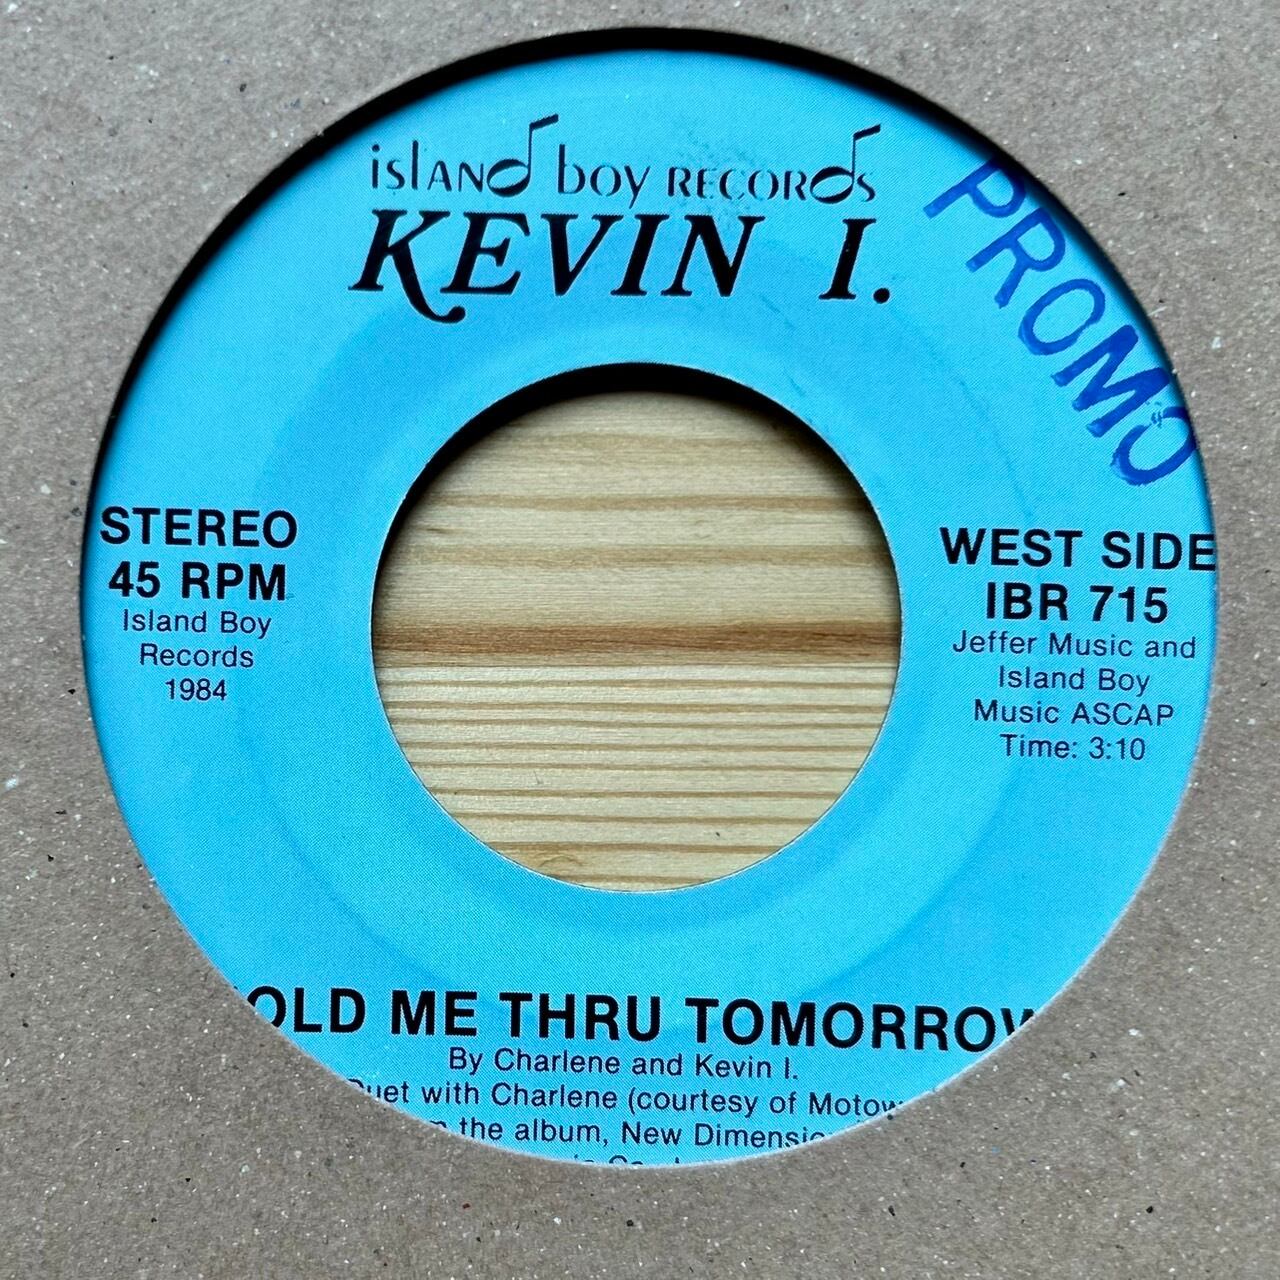 island boy RECORds
KEVIN I.
PROMO
STEREO
45 RPM
Island Boy
Records
1984
WEST SIDE
IBR 715
Jeffer Music and
Island Boy
Music ASCAP
Time: 3:10
OLD ME THRU TOMORROW
By Charlene and Kevin I.
Duet with Charlene (courtesy of Motow
the album, New Dimensio